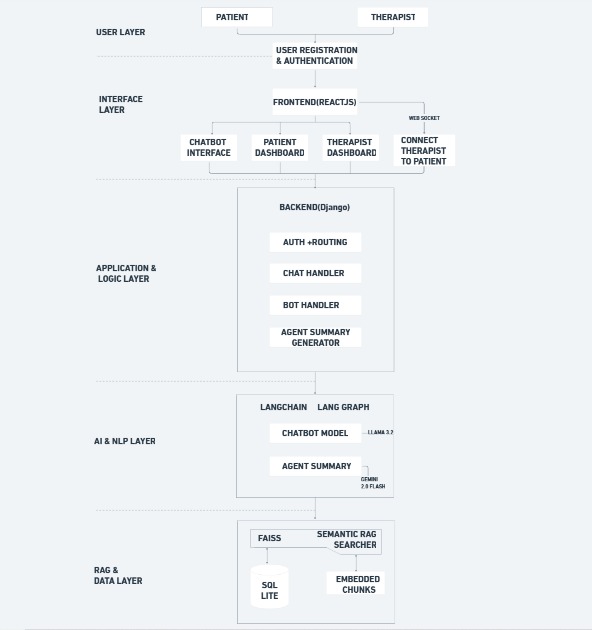 PATIENT
THERAPIST
USER LAYER
USER REGISTRATION
& AUTHENTICATION
INTERFACE
LAYER
FRONTEND(REACTJS)
WEB SOCKET
CHATBOT
INTERFACE
PATIENT
DASHBOARD
THERAPIST
DASHBOARD
CONNECT
THERAPIST
TO PATIENT
BACKEND(Django)
AUTH +ROUTING
APPLICATION &
LOGIC LAYER
CHAT HANDLER
BOT HANDLER
AGENT SUMMARY
GENERATOR
LANGCHAIN
LANG GRAPH
AI & NLP LAYER
CHATBOT MODEL
LLAMA 3.2
AGENT SUMMARY
GEMINI
2.0 FLASH
FAISS
SEMANTIC RAG
SEARCHER
RAG &
DATA LAYER
SQL
LITE
EMBEDDED
CHUNKS